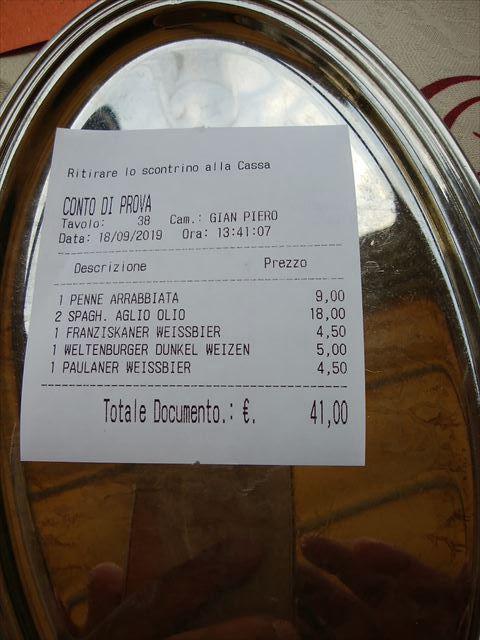 Ritirare lo scontrino alla Cassa
CONTO DI PROVA
Tavolo: 38 Cam.: GIAN PIERO
Data: 18/09/2019 Ora: 13:41:07
Descrizione Prezzo
1 PENNE ARRABBIATA 9,00
2 SPAGH. AGLIO OLIO 18,00
1 FRANZISKANER WEISSBIER 4,50
1 WELTENBURGER DUNKEL WEIZEN 5,00
1 PAULANER WEISSBIER 4,50
Totale Documento.: €. 41,00